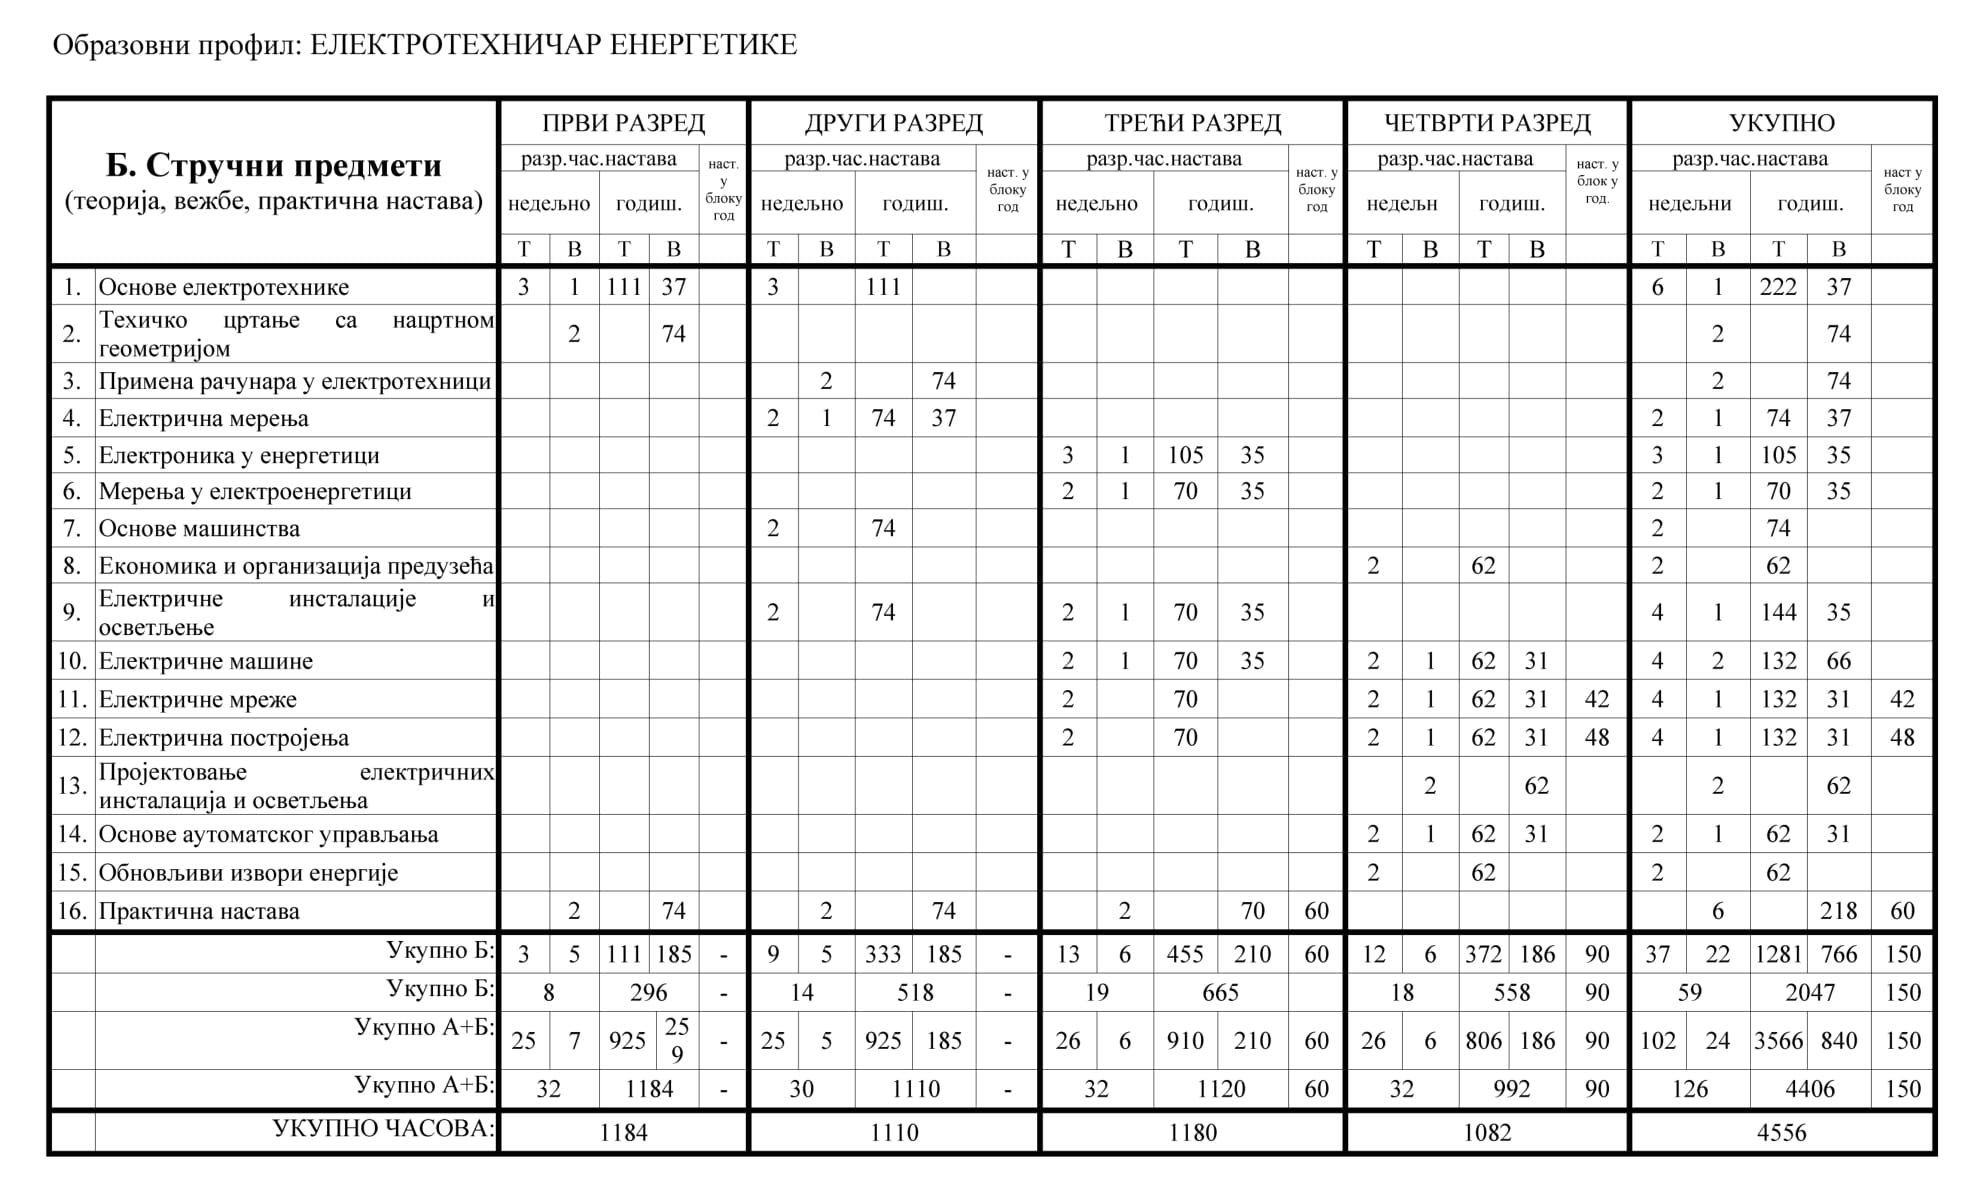 Образовни профил: ЕЛЕКТРОТЕХНИЧАР ЕНЕРГЕТИКЕ
Б. Стручни предмети
(теорија, вежбе, практична настава)
ПРВИ РАЗРЕД ДРУГИ РАЗРЕД ТРЕЋИ РАЗРЕД ЧЕТВРТИ РАЗРЕД УКУПНО
разр.час.настава наст. у блоку год разр.час.настава наст. у блоку год разр.час.настава наст. у блоку год разр.час.настава наст. у блок у год. разр.час.настава наст у блоку год
недељно годиш. недељно годиш. недељно годиш. недељн годиш. недељни годиш.
Т В Т В Т В Т В Т В Т В Т В Т В Т В Т В
1. Основе електротехнике 3 1 111 37 3 111 6 1 222 37
2. Техичко цртање са нацртном
геометријом 2 74 2 74
3. Примена рачунара у електротехници 2 74 2 74
4. Електрична мерења 2 1 74 37 2 1 74 37
5. Електроника у енергетици 3 1 105 35 3 1 105 35
6. Мерења у електроенергетици 2 1 70 35 2 1 70 35
7. Основе машинства 2 74 2 74
8. Економика и организација предузећа 2 62 2 62
9. Електричне инсталације и
осветљење 2 74 2 1 70 35 4 1 144 35
10. Електричне машине 2 1 70 35 2 1 62 31 4 2 132 66
11. Електричне мреже 2 70 2 1 62 31 42 4 1 132 31 42
12. Електрична постројења 2 70 2 1 62 31 48 4 1 132 31 48
13. Пројектовање електричних
инсталација и осветљења 2 62 2 62
14. Основе аутоматског управљања 2 1 62 31 2 1 62 31
15. Обновљиви извори енергије 2 62 2 62
16. Практична настава 2 74 2 74 2 70 60 6 218 60
Укупно Б: 3 5 111 185 - 9 5 333 185 - 13 6 455 210 60 12 6 372 186 90 37 22 1281 766 150
Укупно Б: 8 296 - 14 518 - 19 665 18 558 90 59 2047 150
Укупно А+Б: 25 7 925 25
9 - 25 5 925 185 - 26 6 910 210 60 26 6 806 186 90 102 24 3566 840 150
Укупно А+Б: 32 1184 - 30 1110 - 32 1120 60 32 992 90 126 4406 150
УКУПНО ЧАСОВА: 1184 1110 1180 1082 4556